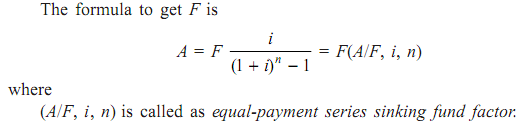 The formula to get F is
A = F i / ((1 + i)ⁿ – 1) = F(A/F, i, n)
where
(A/F, i, n) is called as equal-payment series sinking fund factor.